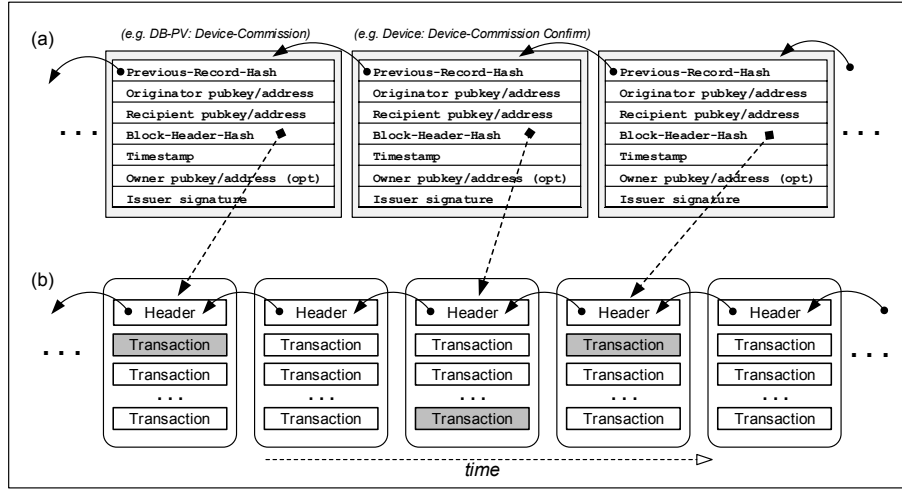 (a)
(e.g. DB-PV: Device-Commission)
(e.g. Device: Device-Commission Confirm)
Previous-Record-Hash
Originator pubkey/address
Recipient pubkey/address
Block-Header-Hash
Timestamp
Owner pubkey/address (opt)
Issuer signature
Previous-Record-Hash
Originator pubkey/address
Recipient pubkey/address
Block-Header-Hash
Timestamp
Owner pubkey/address (opt)
Issuer signature
Previous-Record-Hash
Originator pubkey/address
Recipient pubkey/address
Block-Header-Hash
Timestamp
Owner pubkey/address (opt)
Issuer signature
. . .
. . .
(b)
Header
Transaction
Transaction
. . .
Transaction
Header
Transaction
Transaction
. . .
Transaction
Header
Transaction
Transaction
. . .
Transaction
Header
Transaction
Transaction
. . .
Transaction
Header
Transaction
Transaction
. . .
Transaction
. . .
. . .
time